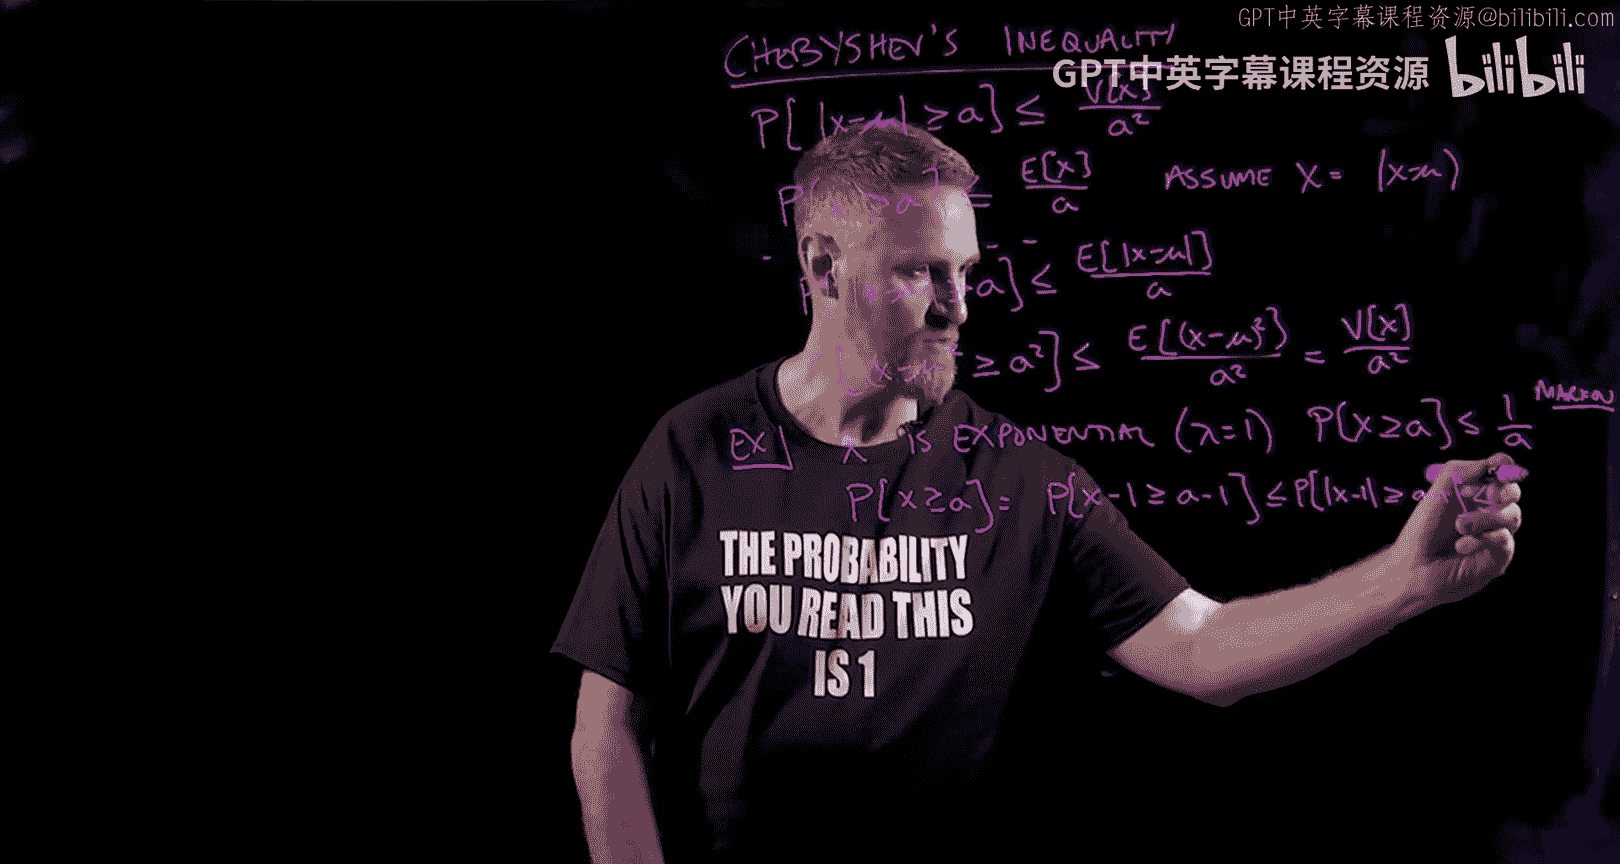 GPT中英字幕课程资源@bilibili.com
CHEBYSHEV'S INEQUALITY
GPT中英字幕课程资源 bilibili
P[|x-μ| ≥ a] ≤ V[x] / a²
P[ ≥ a] ≤ E[x] / a ASSUME X = |x-μ|
a] ≤ E[|x-μ|] / a
≥ a²] ≤ E[(x-μ)²] / a² = V[x] / a²
MARKOV
EX X IS EXPONENTIAL (λ=1) P[x ≥ a] ≤ 1 / a
P[x ≥ a] = P[x-1 ≥ a-1] ≤ P[|x-1| ≥
THE PROBABILITY
YOU READ THIS
IS 1